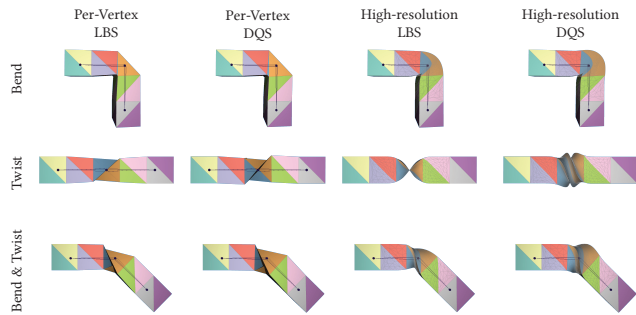 Per-Vertex Per-Vertex High-resolution High-resolution
LBS DQS LBS DQS
Bend
Twist
Bend & Twist